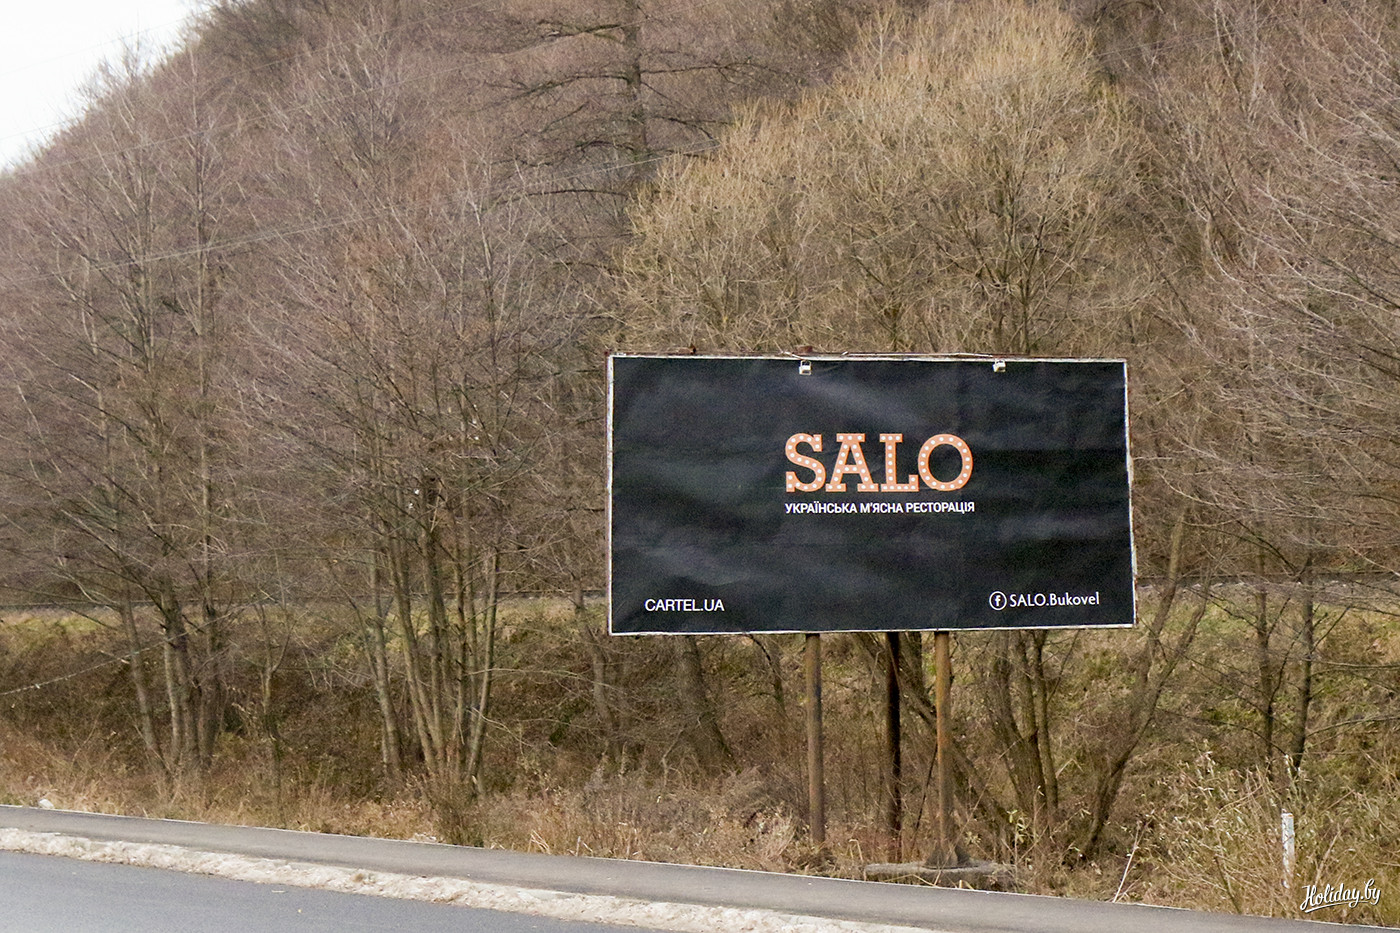 SALO
УКРАЇНСЬКА М'ЯСНА РЕСТОРАЦІЯ
CARTEL.UA
f SALO.Bukovel
Holiday.by